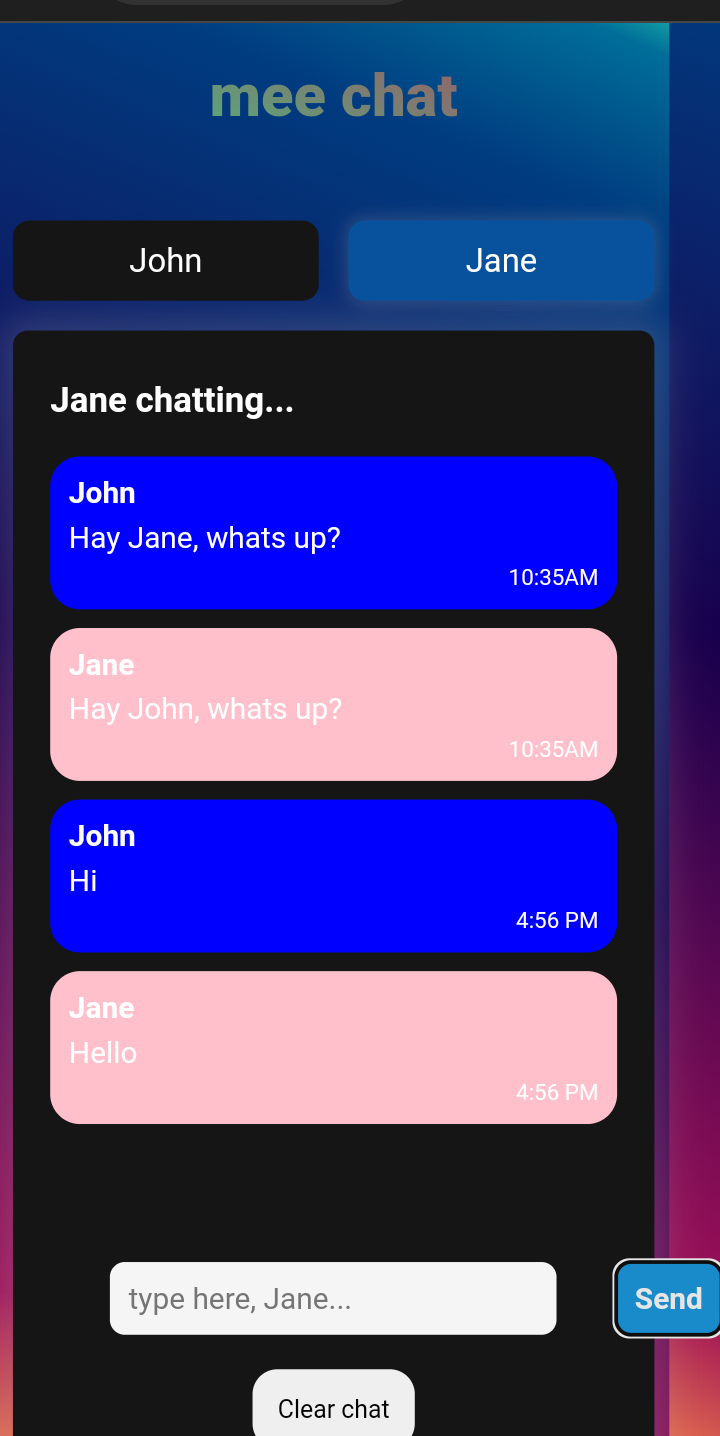 mee chat
John
Jane
Jane chatting...
John
Hay Jane, whats up?
10:35AM
Jane
Hay John, whats up?
10:35AM
John
Hi
4:56 PM
Jane
Hello
4:56 PM
type here, Jane...
Send
Clear chat